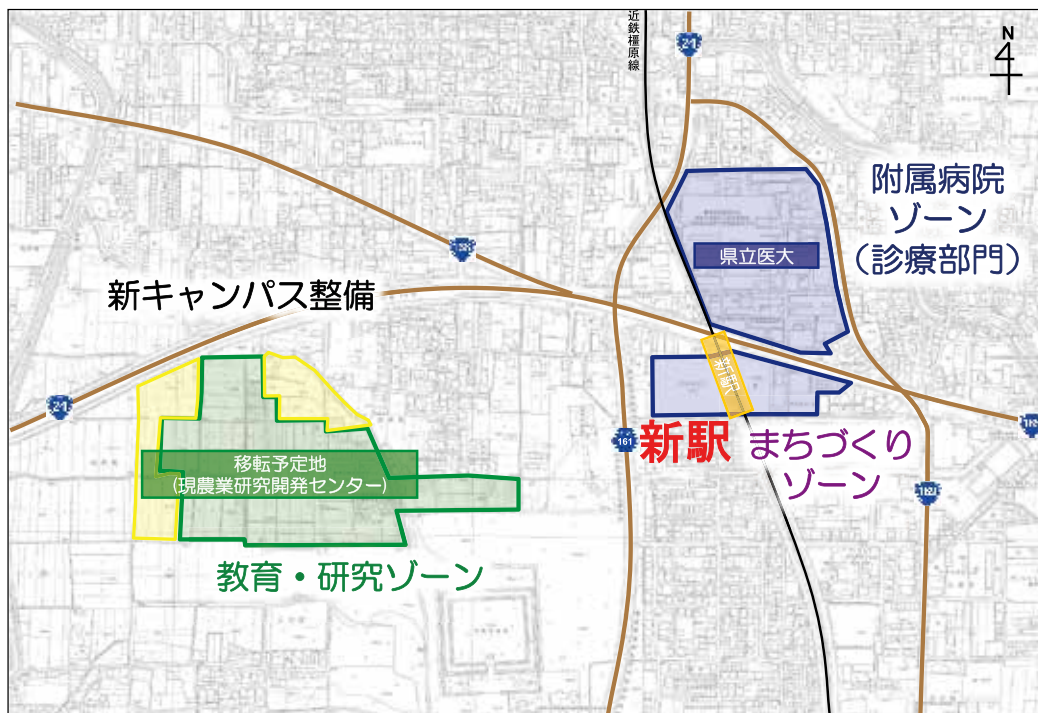 近鉄橿原線
24
N
附属病院
ゾーン
(診療部門)
県立医大
新キャンパス整備
新駅
24
161
新駅
まちづくり
ゾーン
移転予定地
(現農業研究開発センター)
教育・研究ゾーン